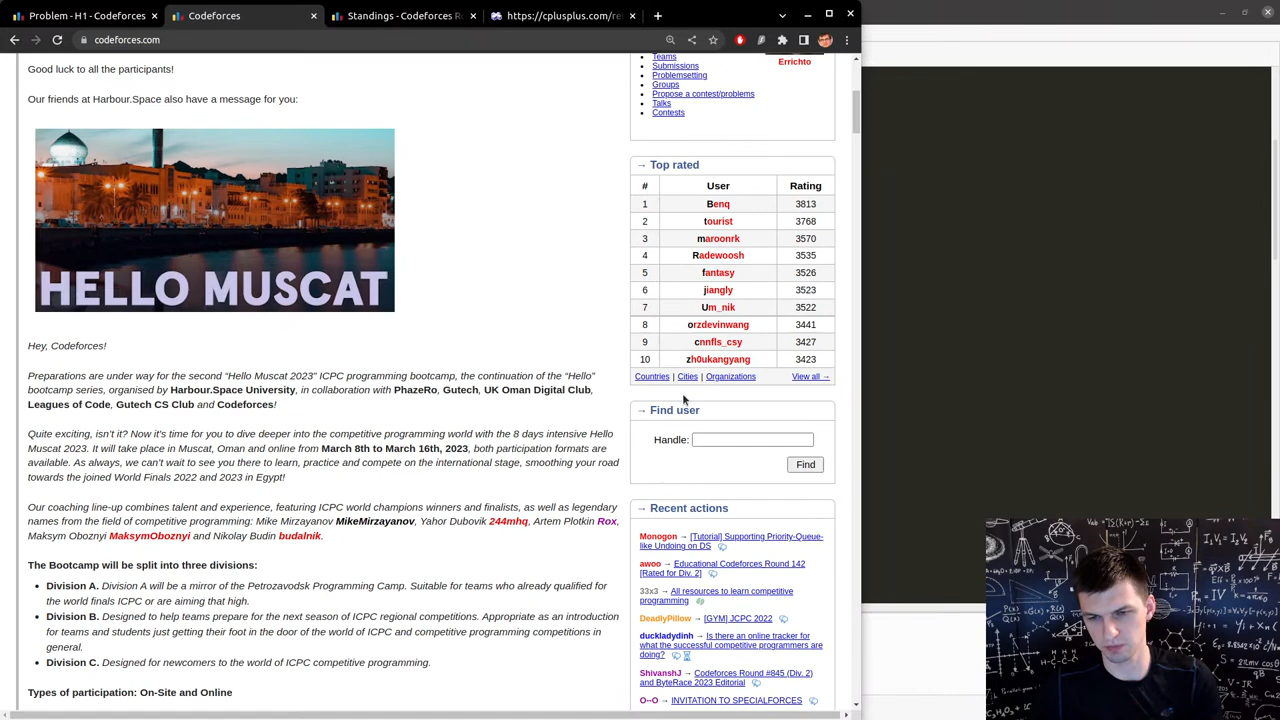 Problem - H1 - Codeforces
Codeforces
Standings - Codeforces Ro
https://cplusplus.com/re
codeforces.com
Good luck to all the participants!
Our friends at Harbour.Space also have a message for you:
HELLO MUSCAT
Hey, Codeforces!
Preparations are under way for the second “Hello Muscat 2023” ICPC programming bootcamp, the continuation of the “Hello”
bootcamp series, organised by Harbour.Space University, in collaboration with PhazeRo, Gutech, UK Oman Digital Club,
Leagues of Code, Gutech CS Club and Codeforces!
Quite exciting, isn’t it? Now it's time for you to dive deeper into the competitive programming world with the 8 days intensive Hello
Muscat 2023. It will take place in Muscat, Oman and online from March 8th to March 16th, 2023, both participation formats are
available. As always, we can’t wait to see you there to learn, practice and compete on the international stage, smoothing your road
towards the joined World Finals 2022 and 2023 in Egypt!
Our coaching line-up combines talent and experience, featuring ICPC world champions winners and finalists, as well as legendary
names from the field of competitive programming: Mike Mirzayanov MikeMirzayanov, Yahor Dubovik 244mhq, Artem Plotkin Rox,
Maksym Oboznyi MaksymOboznyi and Nikolay Budin budalnik.
The Bootcamp will be split into three divisions:
Division A. Division A will be a mirror of the Petrozavodsk Programming Camp. Suitable for teams who already qualified for
the world finals ICPC or are aiming that high.
Division B. Designed to help teams prepare for the next season of ICPC regional competitions. Appropriate as an introduction
for teams and students just getting their foot in the door of the world of ICPC and competitive programming competitions in
general.
Division C. Designed for newcomers to the world of ICPC competitive programming.
Types of participation: On-Site and Online
Teams
Submissions
Problemsetting
Groups
Propose a contest/problems
Talks
Contests
Errichto
→ Top rated
# User Rating
1 Benq 3813
2 tourist 3768
3 maroonrk 3570
4 Radewoosh 3535
5 fantasy 3526
6 jiangly 3523
7 Um_nik 3522
8 orzdevinwang 3441
9 cnnfls_csy 3427
10 zh0ukangyang 3423
Countries | Cities | Organizations View all →
→ Find user
Handle:
Find
→ Recent actions
Monogon → [Tutorial] Supporting Priority-Queue-
like Undoing on DS
awoo → Educational Codeforces Round 142
[Rated for Div. 2]
33x3 → All resources to learn competitive
programming
DeadlyPillow → [GYM] JCPC 2022
duckladydinh → Is there an online tracker for
what the successful competitive programmers are
doing?
ShivanshJ → Codeforces Round #845 (Div. 2)
and ByteRace 2023 Editorial
O--O → INVITATION TO SPECIALFORCES